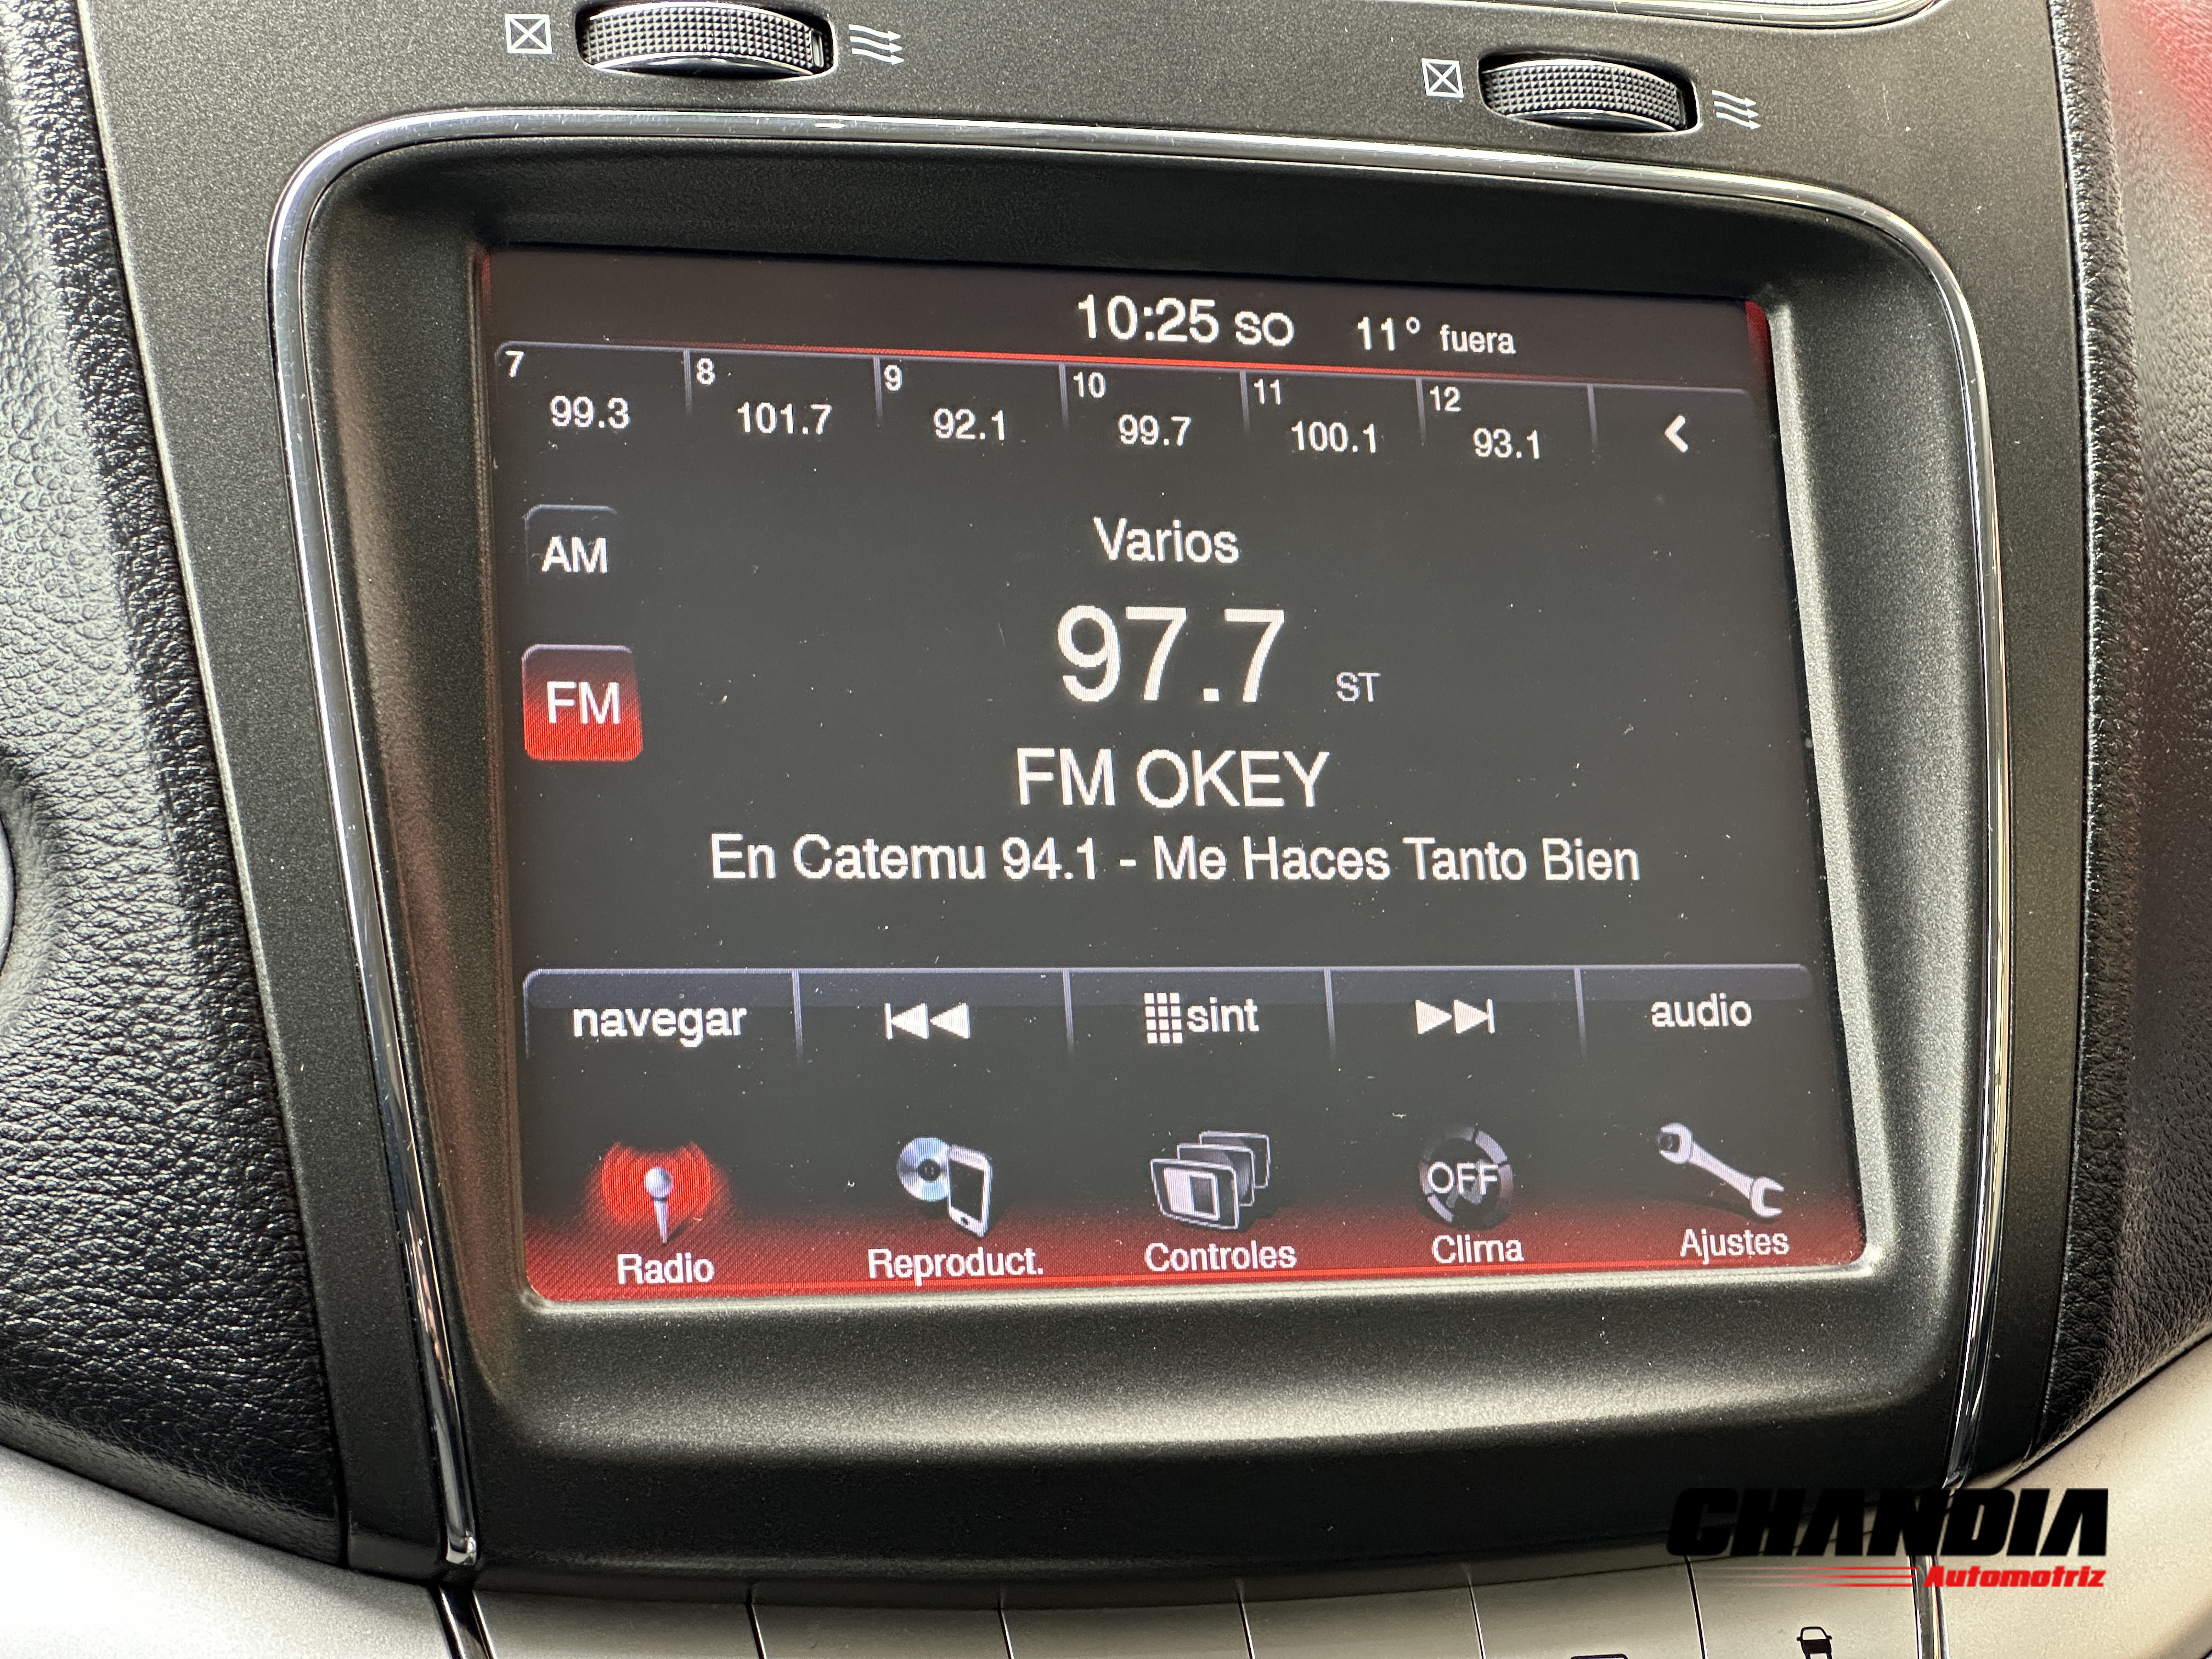 10:25 SO 11° fuera
7 8 9 10 11 12
99.3 101.7 92.1 99.7 100.1 93.1
AM
Varios
97.7 ST
FM
FM OKEY
En Catemu 94.1 - Me Haces Tanto Bien
navegar sint audio
OFF
Radio Reproduct. Controles Clima Ajustes
CHANDIA
Automotriz